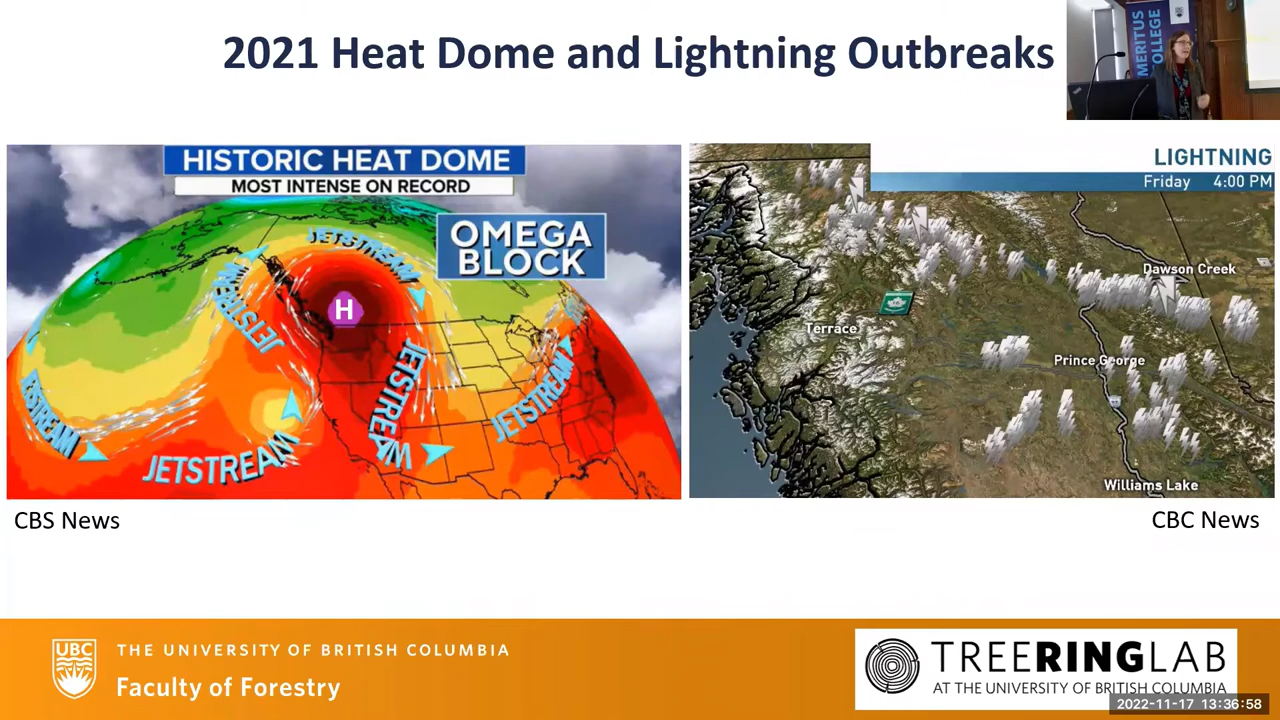 2021 Heat Dome and Lightning Outbreaks
MERITUS
COLLEGE
HISTORIC HEAT DOME
MOST INTENSE ON RECORD
OMEGA
BLOCK
JETSTREAM
JETSTREAM
JETSTREAM
JETSTREAM
JETSTREAM
JETSTREAM
H
LIGHTNING
Friday 4:00 PM
Dawson Creek
Terrace
Prince George
Williams Lake
CBS News
CBC News
UBC
THE UNIVERSITY OF BRITISH COLUMBIA
Faculty of Forestry
TREERINGLAB
AT THE UNIVERSITY OF BRITISH COLUMBIA
2022-11-17 13:36:58